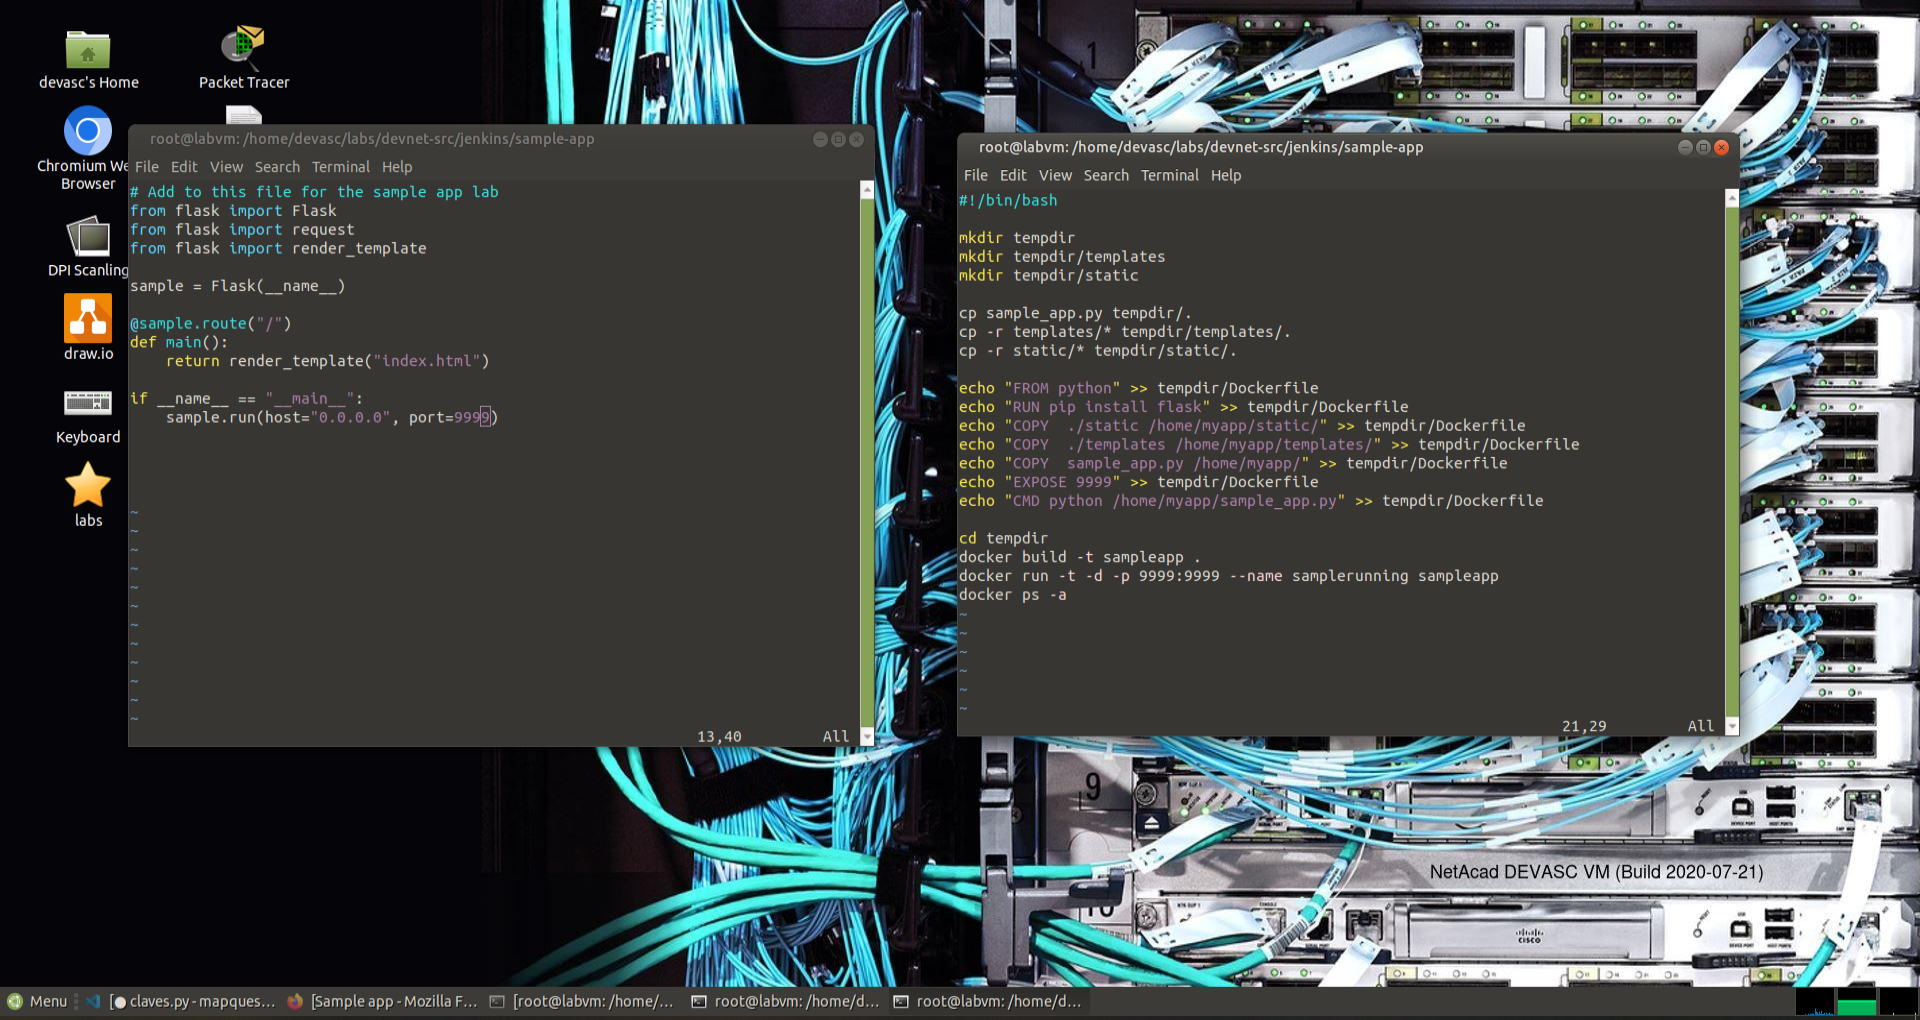 devasc's Home
Packet Tracer
Chromium We
Browser
DPI Scanling
draw.io
Keyboard
labs
root@labvm: /home/devasc/labs/devnet-src/jenkins/sample-app
File Edit View Search Terminal Help
# Add to this file for the sample app lab
from flask import Flask
from flask import request
from flask import render_template
sample = Flask(__name__)
@sample.route("/")
def main():
    return render_template("index.html")
if __name__ == "__main__":
    sample.run(host="0.0.0.0", port=9999)
~
~
~
~
~
~
~
~
~
~
~
~
13,40 All
root@labvm: /home/devasc/labs/devnet-src/jenkins/sample-app
File Edit View Search Terminal Help
#!/bin/bash
mkdir tempdir
mkdir tempdir/templates
mkdir tempdir/static
cp sample_app.py tempdir/.
cp -r templates/* tempdir/templates/.
cp -r static/* tempdir/static/.
echo "FROM python" >> tempdir/Dockerfile
echo "RUN pip install flask" >> tempdir/Dockerfile
echo "COPY  ./static /home/myapp/static/" >> tempdir/Dockerfile
echo "COPY  ./templates /home/myapp/templates/" >> tempdir/Dockerfile
echo "COPY  sample_app.py /home/myapp/" >> tempdir/Dockerfile
echo "EXPOSE 9999" >> tempdir/Dockerfile
echo "CMD python /home/myapp/sample_app.py" >> tempdir/Dockerfile
cd tempdir
docker build -t sampleapp .
docker run -t -d -p 9999:9999 --name samplerunning sampleapp
docker ps -a
~
~
~
~
~
~
21,29 All
1
9
10
NetAcad DEVASC VM (Build 2020-07-21)
CISCO
Menu
[● claves.py - mapques...
[Sample app - Mozilla F...
[root@labvm: /home/...
root@labvm: /home/d...
root@labvm: /home/d...